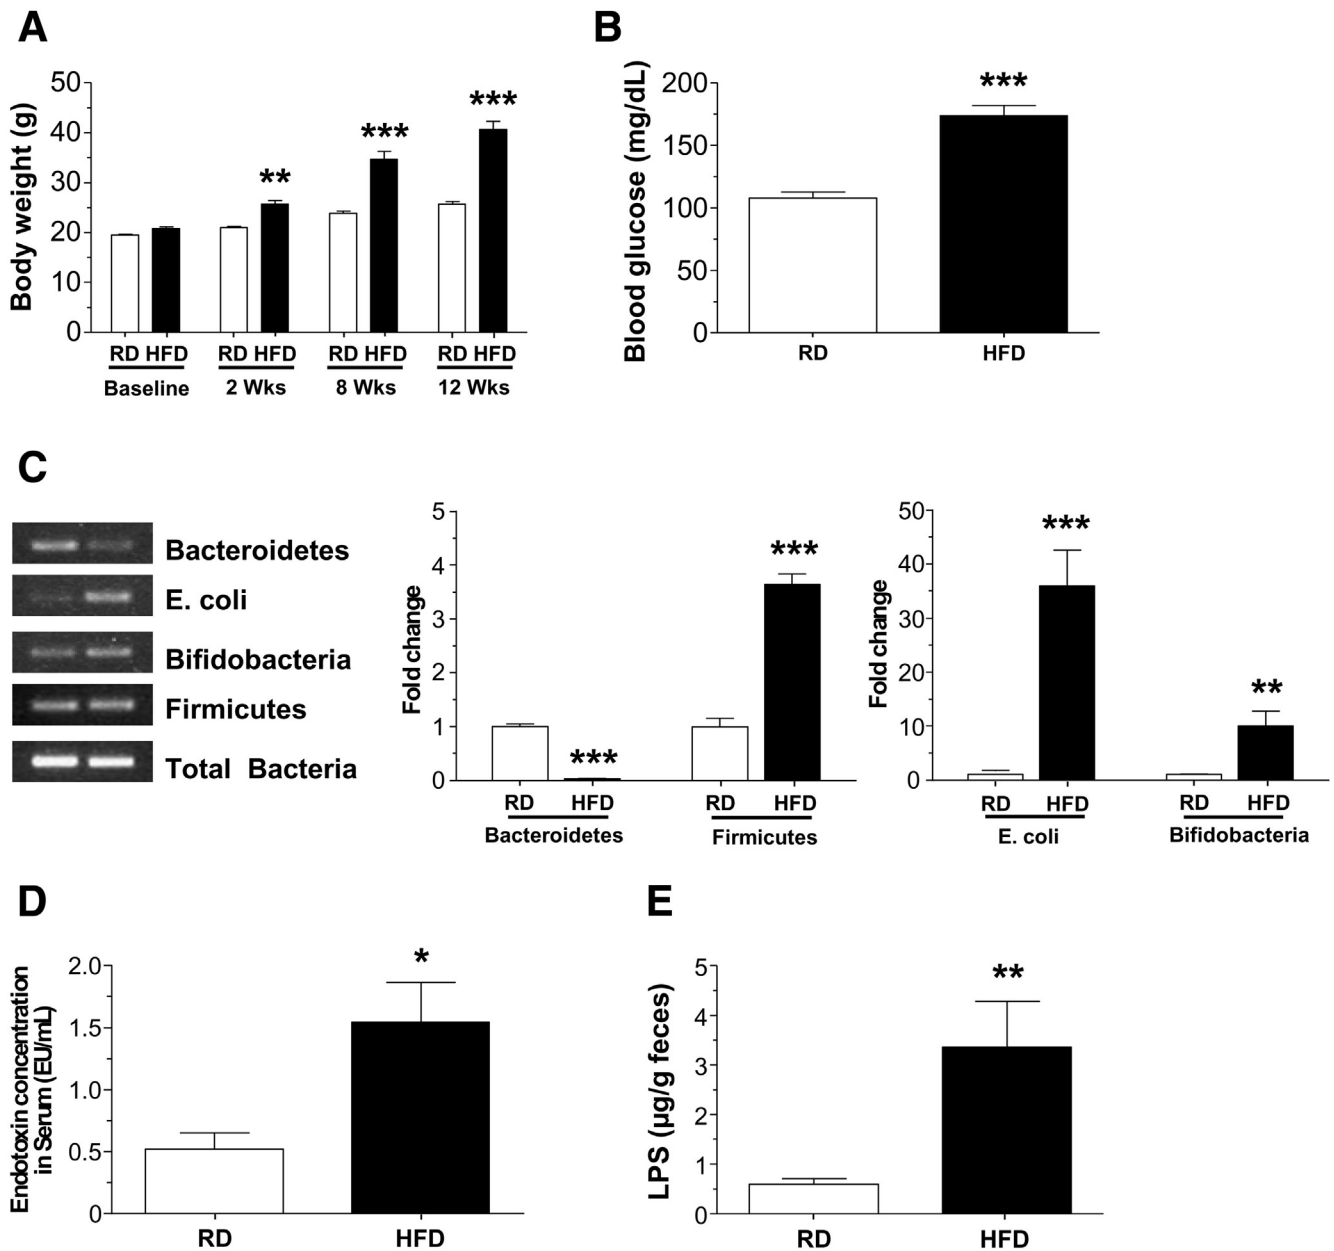 A
Body weight (g)
50
40
30
20
10
0
**
***
***
RD HFD RD HFD RD HFD RD HFD
Baseline 2 Wks 8 Wks 12 Wks
B
Blood glucose (mg/dL)
200
150
100
50
0
***
RD HFD
C
Bacteroidetes
E. coli
Bifidobacteria
Firmicutes
Total Bacteria
Fold change
5
4
3
2
1
0
***
***
RD HFD RD HFD
Bacteroidetes Firmicutes
Fold change
50
40
30
20
10
0
***
**
RD HFD RD HFD
E. coli Bifidobacteria
D
Endotoxin concentration
in Serum (EU/mL)
2.0
1.5
1.0
0.5
0
*
RD HFD
E
LPS (µg/g feces)
5
4
3
2
1
0
**
RD HFD